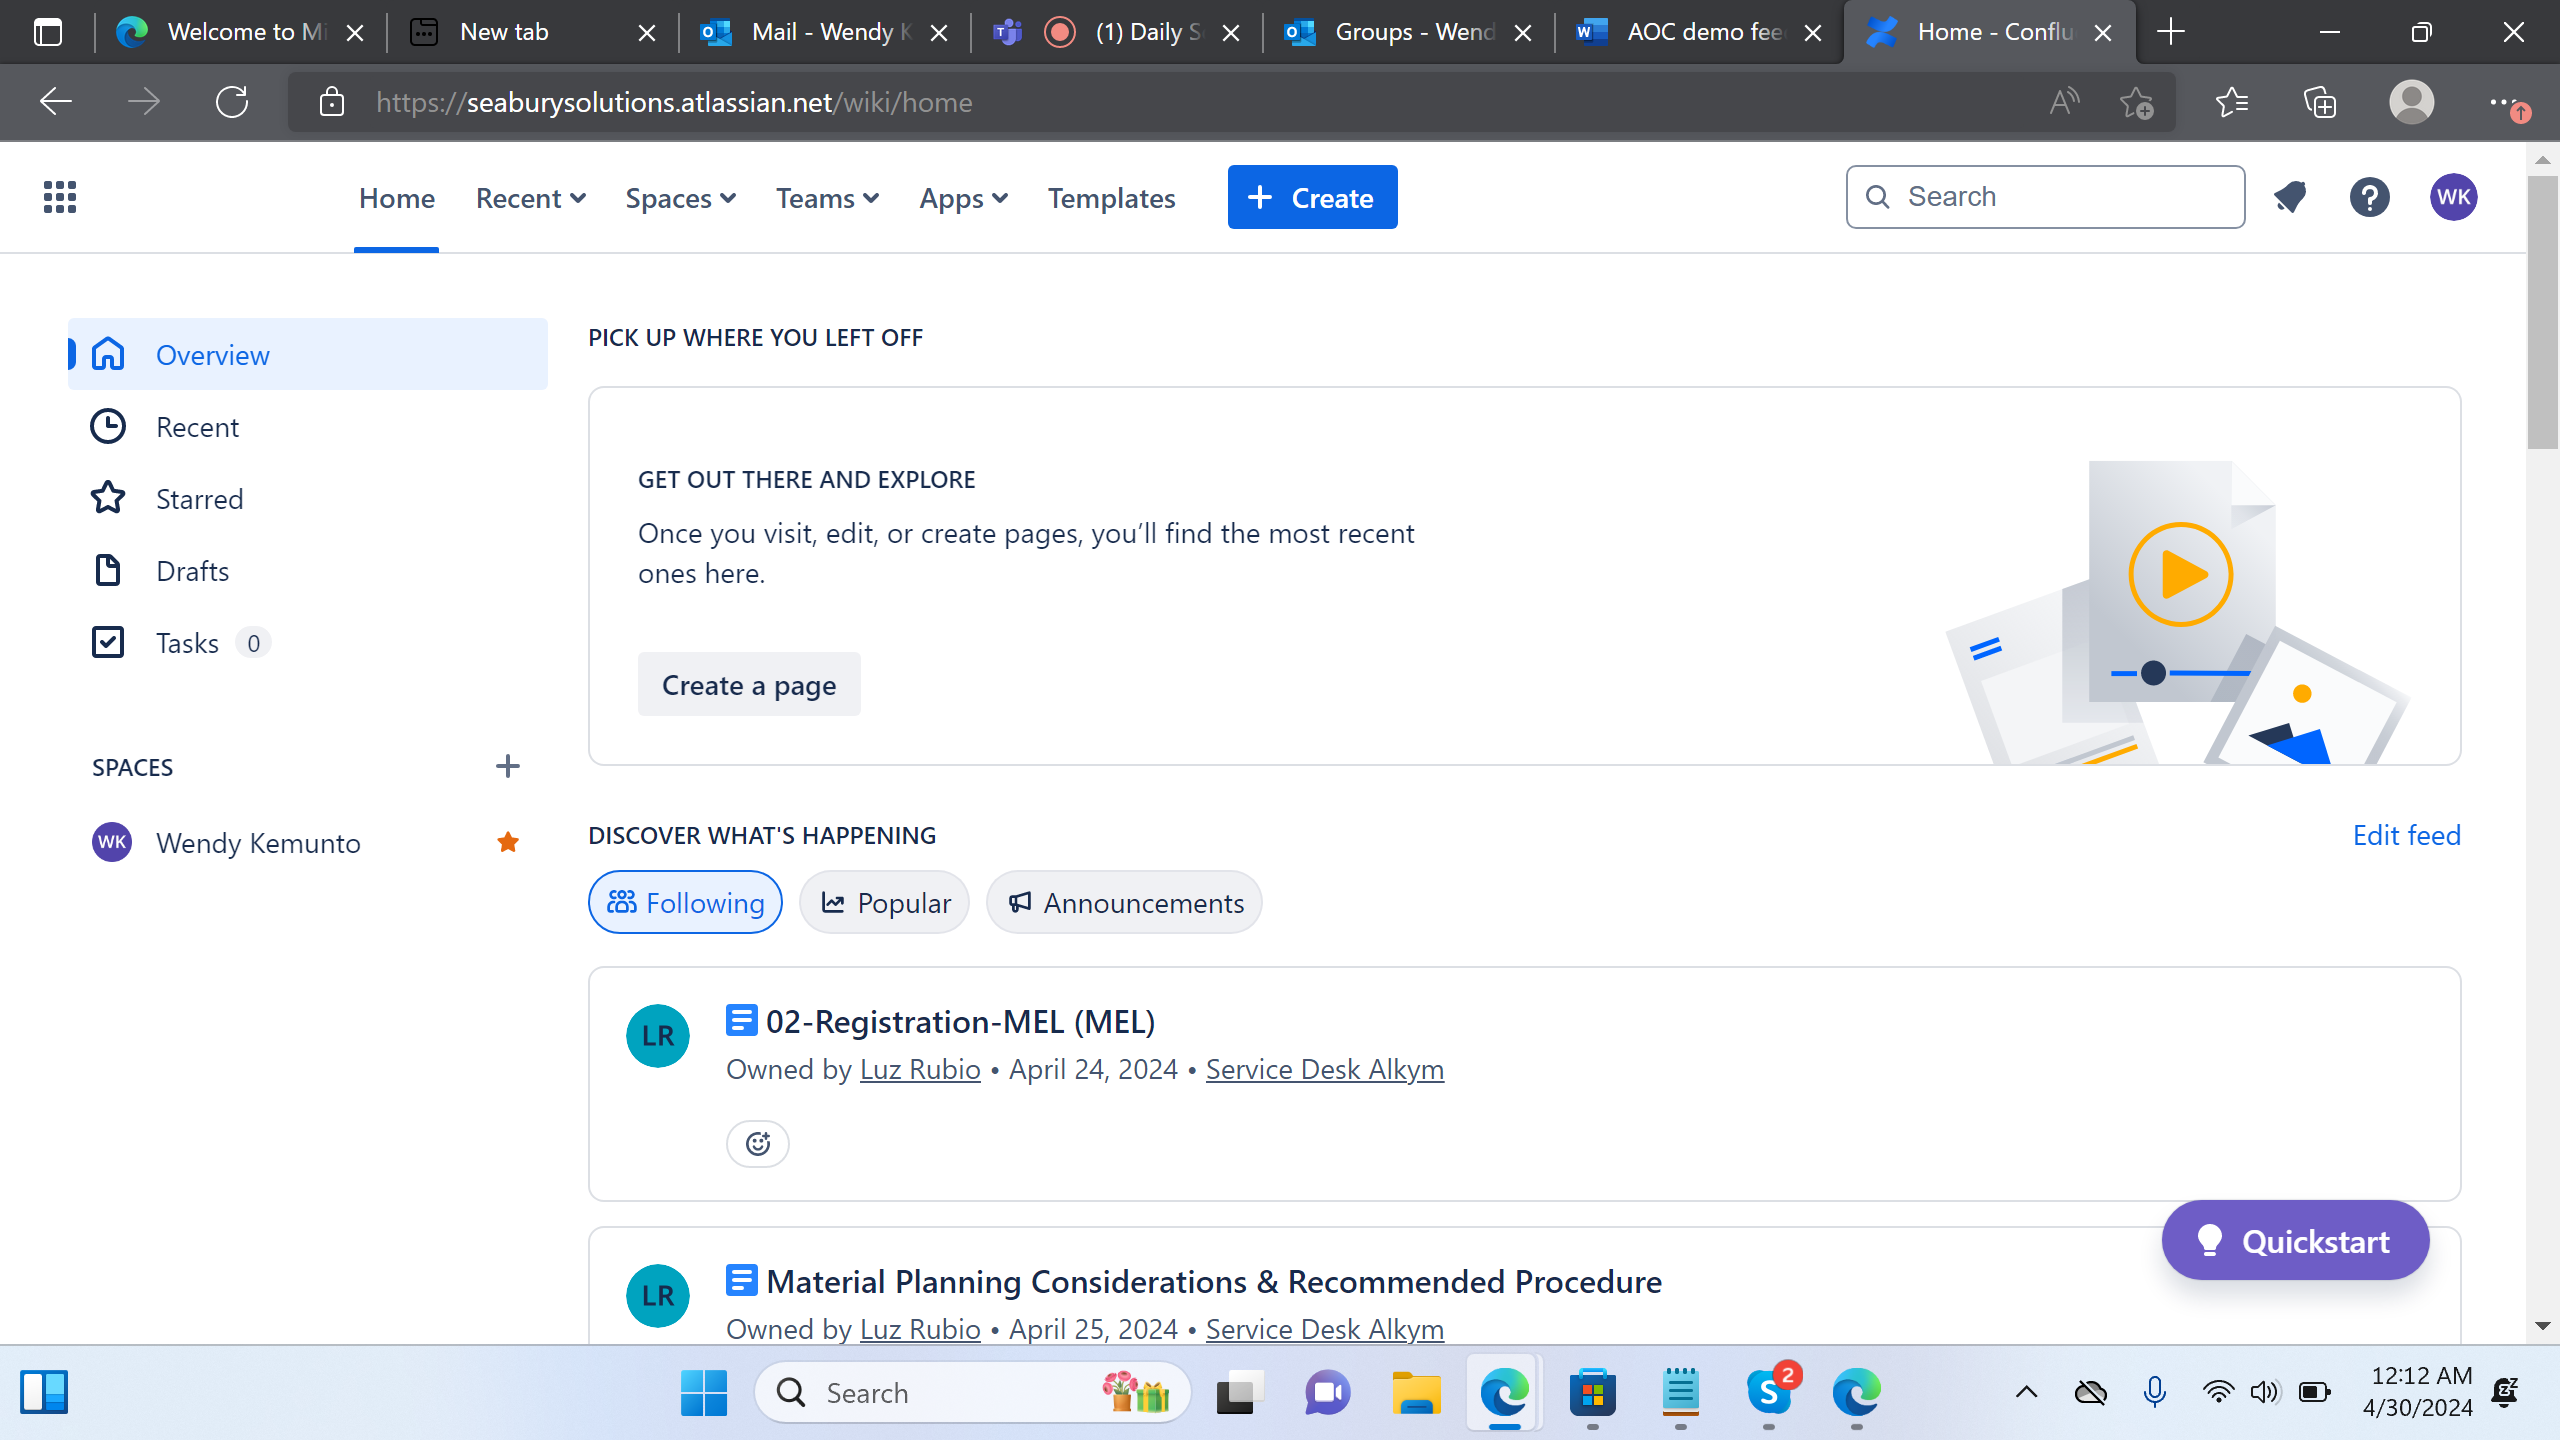 Welcome to Mi
New tab
Mail - Wendy K
(1) Daily S
Groups - Wend
AOC demo fee
Home - Conflu
https://seaburysolutions.atlassian.net/wiki/home
Home
Recent
Spaces
Teams
Apps
Templates
+ Create
Search
WK
Overview
Recent
Starred
Drafts
Tasks 0
SPACES
WK Wendy Kemunto
PICK UP WHERE YOU LEFT OFF
GET OUT THERE AND EXPLORE
Once you visit, edit, or create pages, you’ll find the most recent
ones here.
Create a page
DISCOVER WHAT'S HAPPENING
Edit feed
Following
Popular
Announcements
LR
02-Registration-MEL (MEL)
Owned by Luz Rubio • April 24, 2024 • Service Desk Alkym
LR
Material Planning Considerations & Recommended Procedure
Owned by Luz Rubio • April 25, 2024 • Service Desk Alkym
Quickstart
Search
2
12:12 AM
4/30/2024